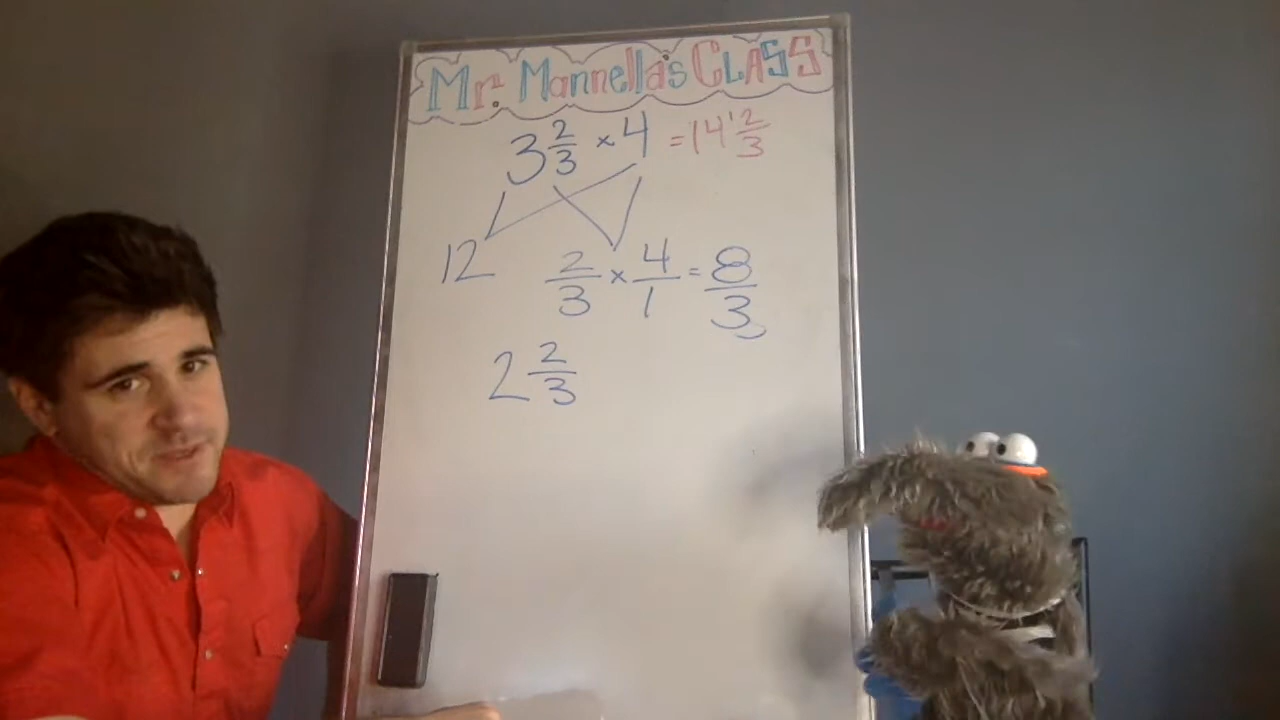 Mr. Mannella's CLASS
3 2/3 × 4 = 14 2/3
12 2/3 × 4/1 = 8/3
2 2/3